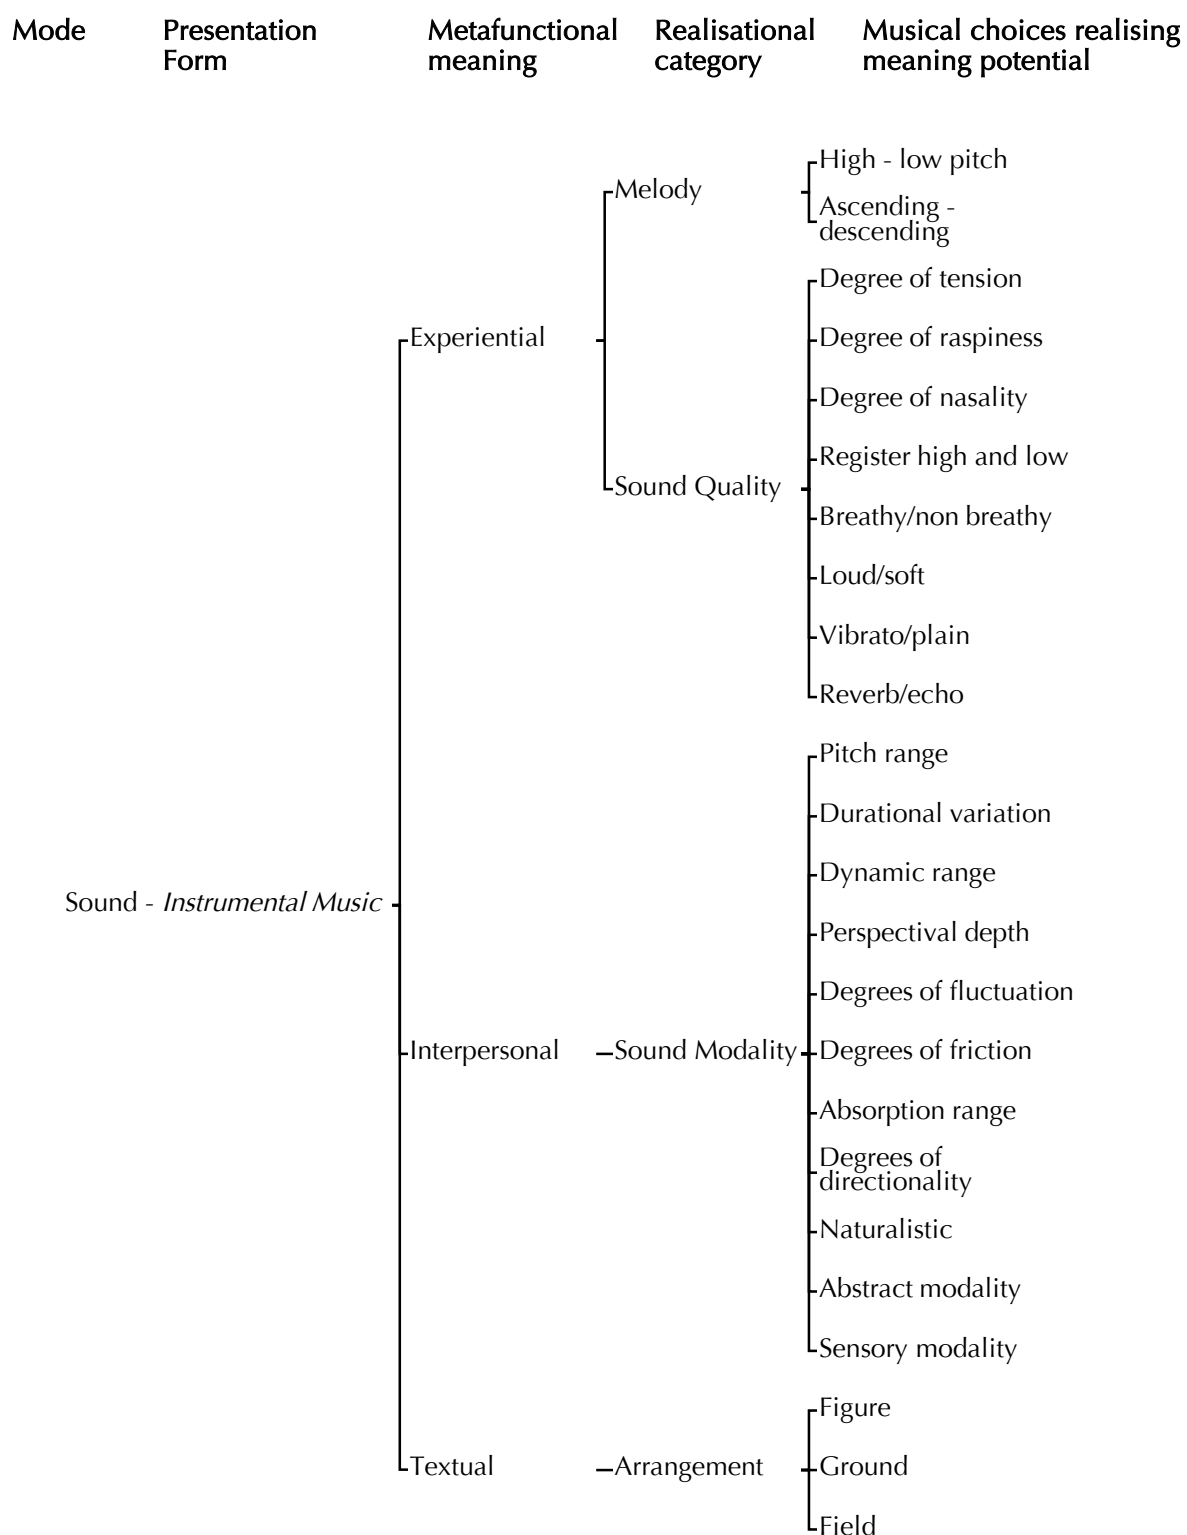 Mode Presentation Metafunctional Realisational Musical choices realising
Form meaning category meaning potential
High - low pitch
Melody
Ascending -
descending
Degree of tension
Experiential Degree of raspiness
Degree of nasality
Register high and low
Sound Quality
Breathy/non breathy
Loud/soft
Vibrato/plain
Reverb/echo
Pitch range
Durational variation
Dynamic range
Sound - Instrumental Music
Perspectival depth
Degrees of fluctuation
Interpersonal Sound Modality Degrees of friction
Absorption range
Degrees of
directionality
Naturalistic
Abstract modality
Sensory modality
Figure
Textual Arrangement Ground
Field